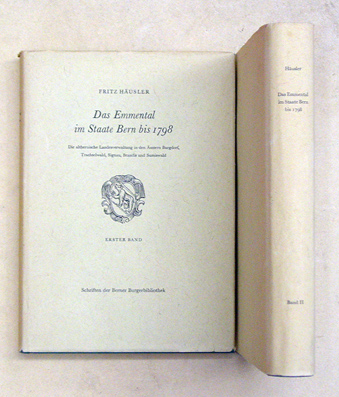 FRITZ HÄUSLER
Das Emmental
im Staate Bern bis 1798
Die altbernische Landesverwaltung in den Ämtern Burgdorf,
Trachselwald, Signau, Brandis und Sumiswald
ERSTER BAND
Schriften der Berner Burgerbibliothek
Häusler
Das Emmental
im Staate Bern
bis 1798
Band II